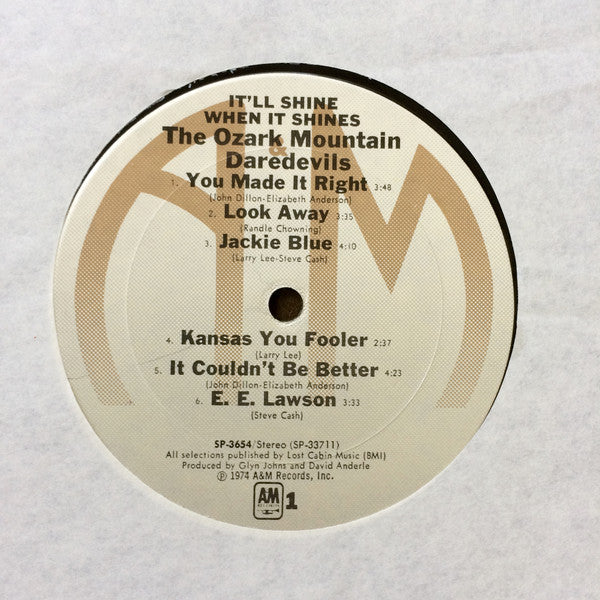 IT'LL SHINE
WHEN IT SHINES
The Ozark Mountain
Daredevils
1. You Made It Right 3:48
(John Dillon-Elizabeth Anderson)
2. Look Away 3:35
(Randle Chowning)
3. Jackie Blue 4:10
(Larry Lee-Steve Cash)
4. Kansas You Fooler 2:37
(Larry Lee)
5. It Couldn't Be Better 4:23
(John Dillon-Elizabeth Anderson)
6. E. E. Lawson 3:33
(Steve Cash)
SP-3654/Stereo (SP-33711)
All selections published by Lost Cabin Music (BMI)
Produced by Glyn Johns and David Anderle
℗ 1974 A&M Records, Inc.
A&M RECORDS 1
A&M